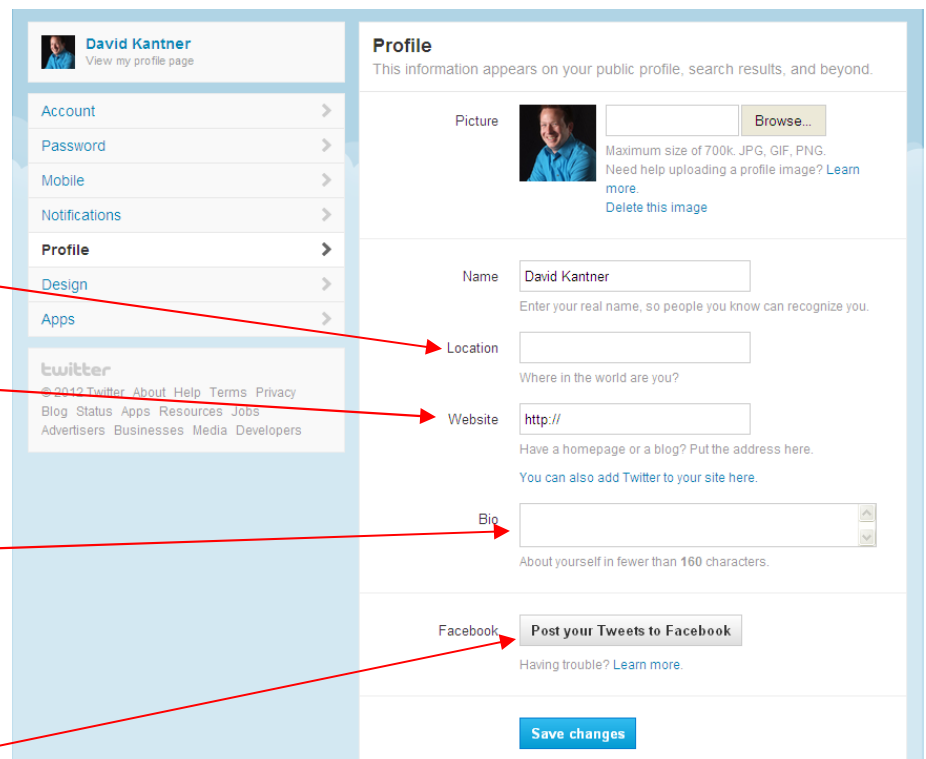 David Kantner
View my profile page
Account
Password
Mobile
Notifications
Profile
Design
Apps
twitter
© 2012 Twitter About Help Terms Privacy
Blog Status Apps Resources Jobs
Advertisers Businesses Media Developers
Profile
This information appears on your public profile, search results, and beyond.
Picture
Browse...
Maximum size of 700k. JPG, GIF, PNG.
Need help uploading a profile image? Learn
more.
Delete this image
Name
David Kantner
Enter your real name, so people you know can recognize you.
Location
Where in the world are you?
Website
http://
Have a homepage or a blog? Put the address here.
You can also add Twitter to your site here.
Bio
About yourself in fewer than 160 characters.
Facebook
Post your Tweets to Facebook
Having trouble? Learn more.
Save changes